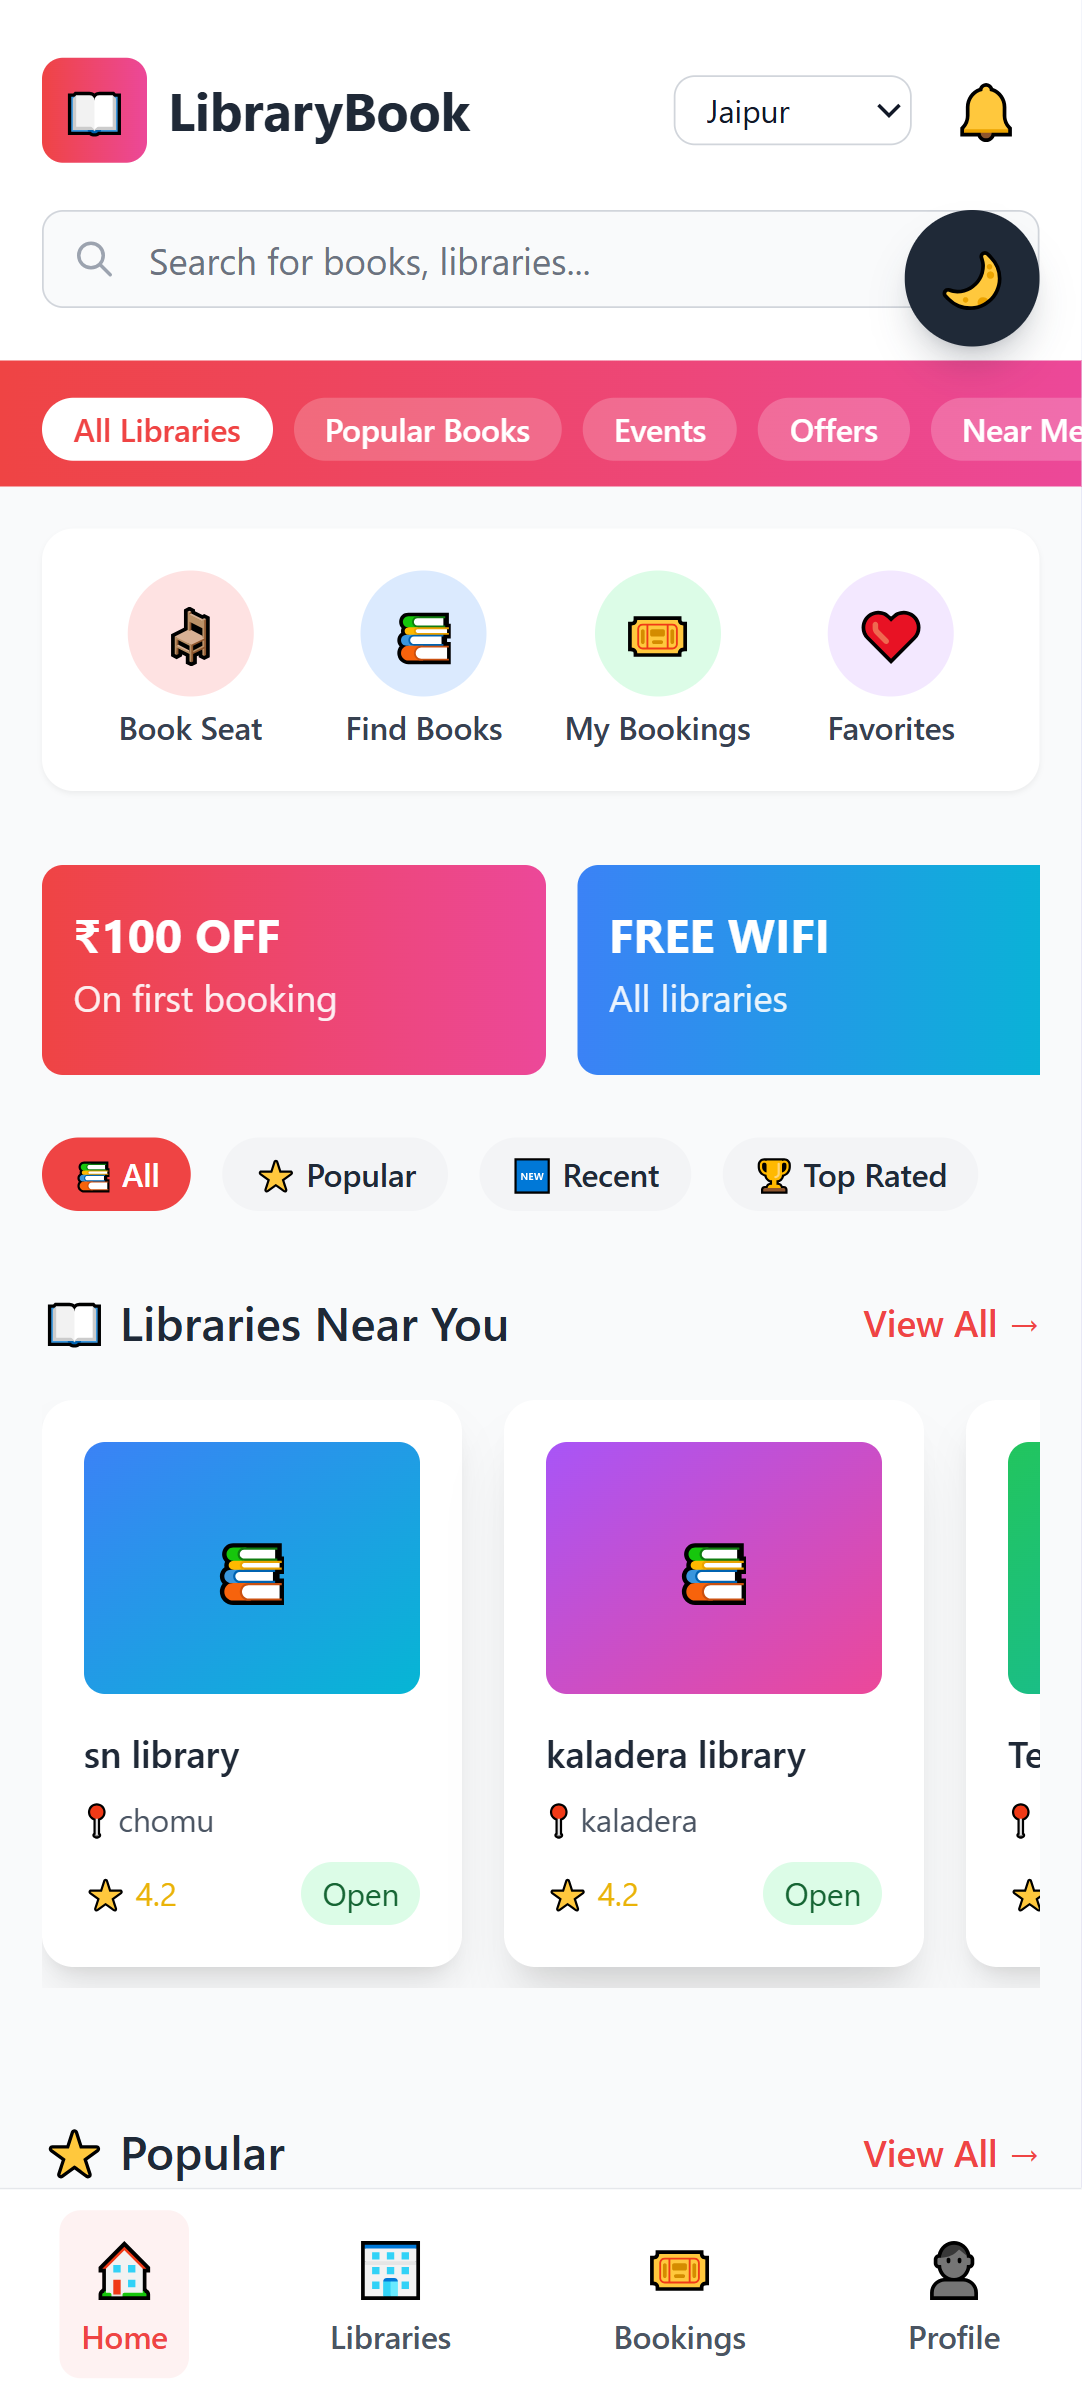 LibraryBook
Jaipur
Search for books, libraries...
All Libraries
Popular Books
Events
Offers
Near Me
Book Seat
Find Books
My Bookings
Favorites
₹100 OFF
On first booking
FREE WIFI
All libraries
All
Popular
NEW
Recent
Top Rated
Libraries Near You
View All →
sn library
chomu
4.2
Open
kaladera library
kaladera
4.2
Open
Te
Popular
View All →
Home
Libraries
Bookings
Profile